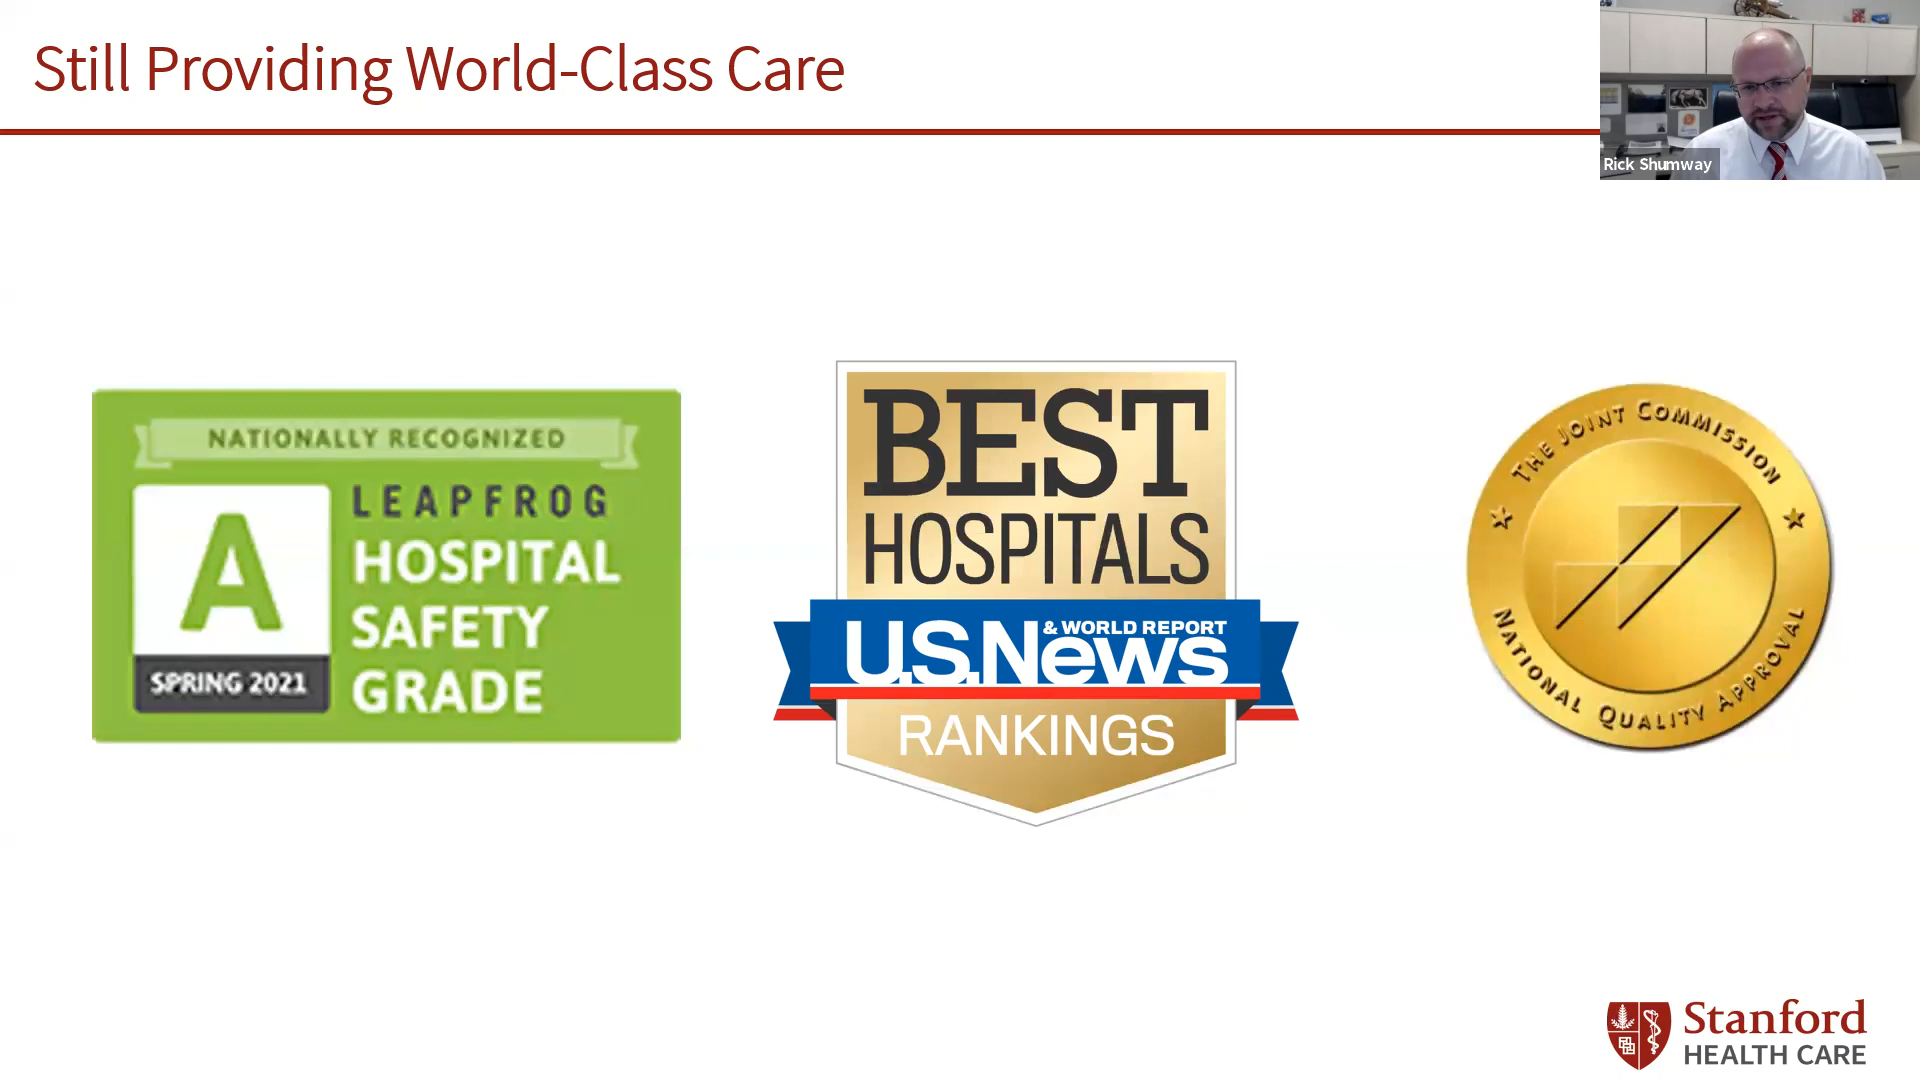 Still Providing World-Class Care
Rick Shumway
NATIONALLY RECOGNIZED
A
SPRING 2021
LEAPFROG
HOSPITAL
SAFETY
GRADE
BEST
HOSPITALS
U.S.News
& WORLD REPORT
RANKINGS
THE JOINT COMMISSION
NATIONAL QUALITY APPROVAL
Stanford
HEALTH CARE